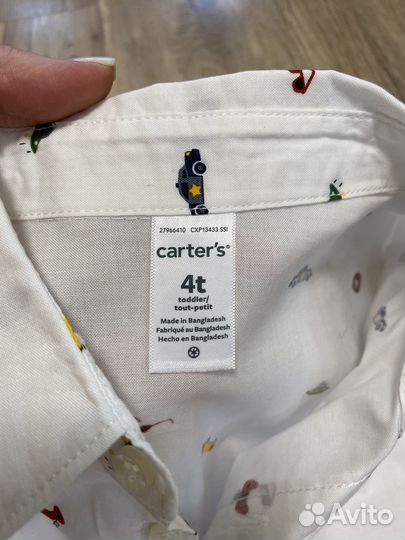 27966410 CXP13433 SSI
carter's®
4t
toddler/
tout-petit
Made in Bangladesh
Fabriqué au Bangladesh
Hecho en Bangladesh
Avito